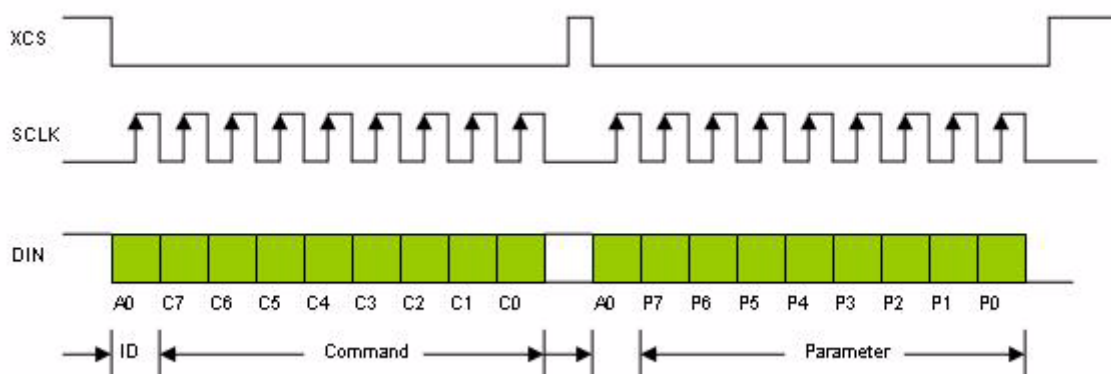 XCS
SCLK
DIN
A0 C7 C6 C5 C4 C3 C2 C1 C0 A0 P7 P6 P5 P4 P3 P2 P1 P0
ID Command Parameter